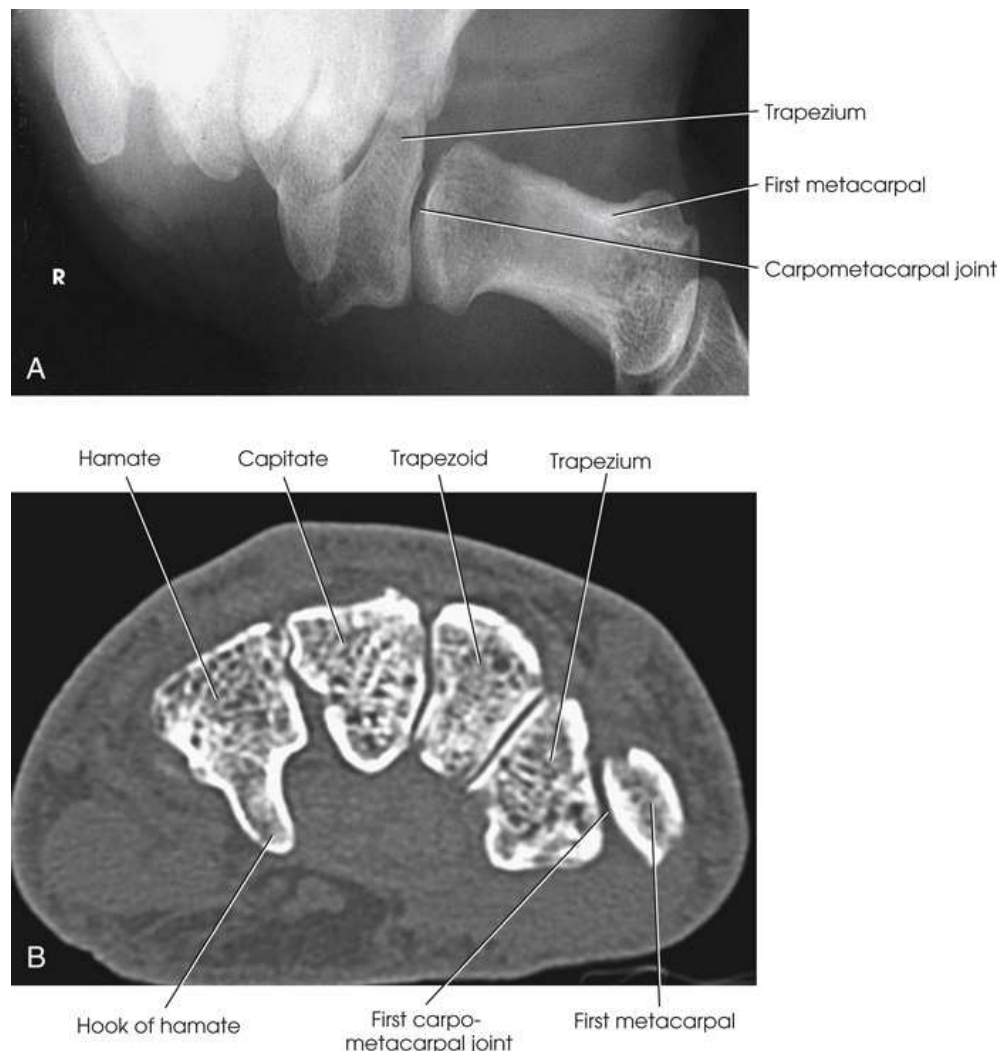 Trapezium
First metacarpal
Carpometacarpal joint
R
A
Hamate
Capitate
Trapezoid
Trapezium
B
Hook of hamate
First carpo-
metacarpal joint
First metacarpal